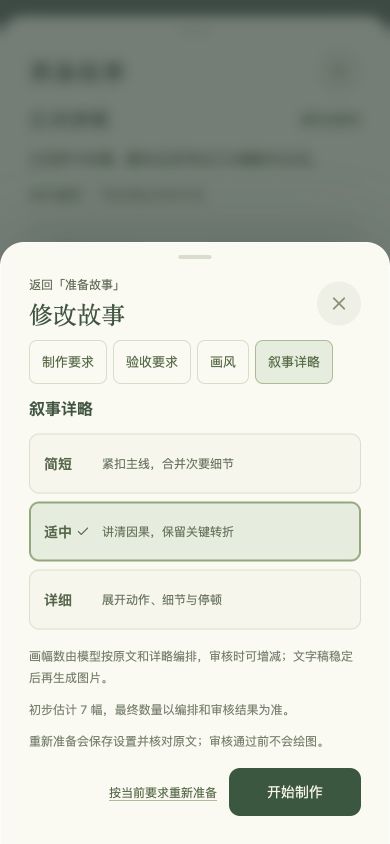 返回「准备故事」
修改故事
制作要求 验收要求 画风 叙事详略
叙事详略
简短 紧扣主线，合并次要细节
适中 讲清因果，保留关键转折
详细 展开动作、细节与停顿
画幅数由模型按原文和详略编排，审核时可增减；文字稿稳定
后再生成图片。
初步估计 7 幅，最终数量以编排和审核结果为准。
重新准备会保存设置并核对原文；审核通过前不会绘图。
按当前要求重新准备 开始制作